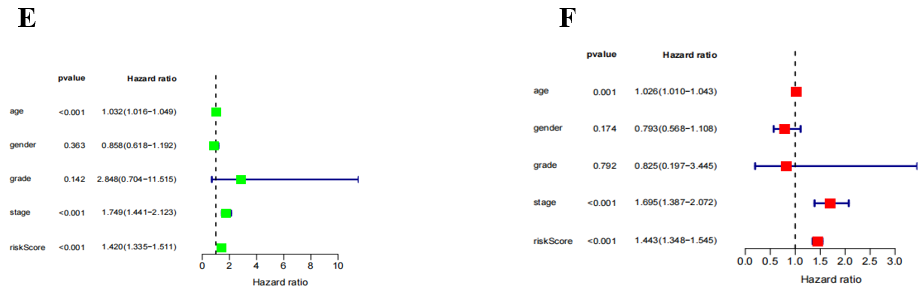 E
pvalue Hazard ratio
age <0.001 1.032(1.016−1.049)
gender 0.363 0.858(0.618−1.192)
grade 0.142 2.848(0.704−11.515)
stage <0.001 1.749(1.441−2.123)
riskScore <0.001 1.420(1.335−1.511)
0 2 4 6 8 10
Hazard ratio
F
pvalue Hazard ratio
age 0.001 1.026(1.010−1.043)
gender 0.174 0.793(0.568−1.108)
grade 0.792 0.825(0.197−3.445)
stage <0.001 1.695(1.387−2.072)
riskScore <0.001 1.443(1.348−1.545)
0.0 0.5 1.0 1.5 2.0 2.5 3.0
Hazard ratio